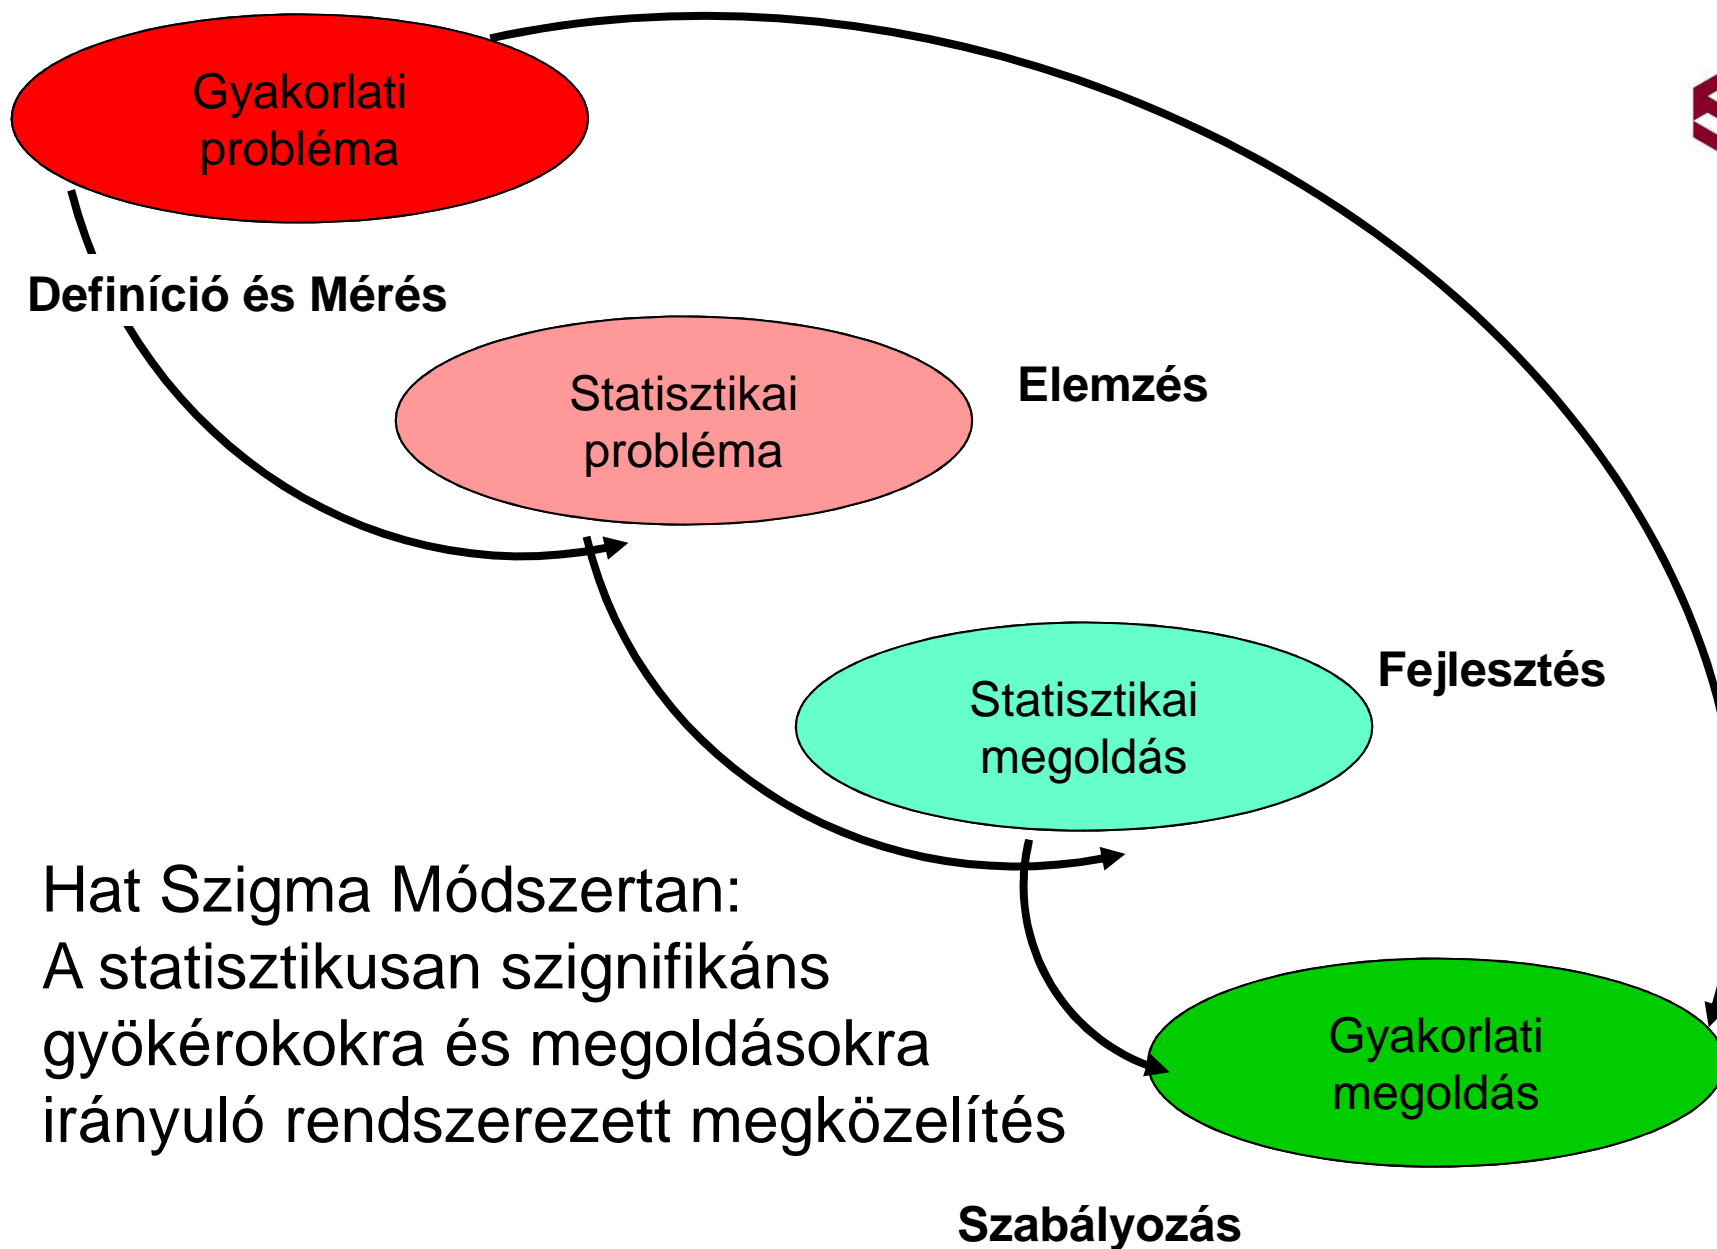 Gyakorlati
probléma
Definíció és Mérés
Statisztikai
probléma
Elemzés
Statisztikai
megoldás
Fejlesztés
Hat Szigma Módszertan:
A statisztikusan szignifikáns
gyökérokokra és megoldásokra
irányuló rendszerezett megközelítés
Gyakorlati
megoldás
Szabályozás